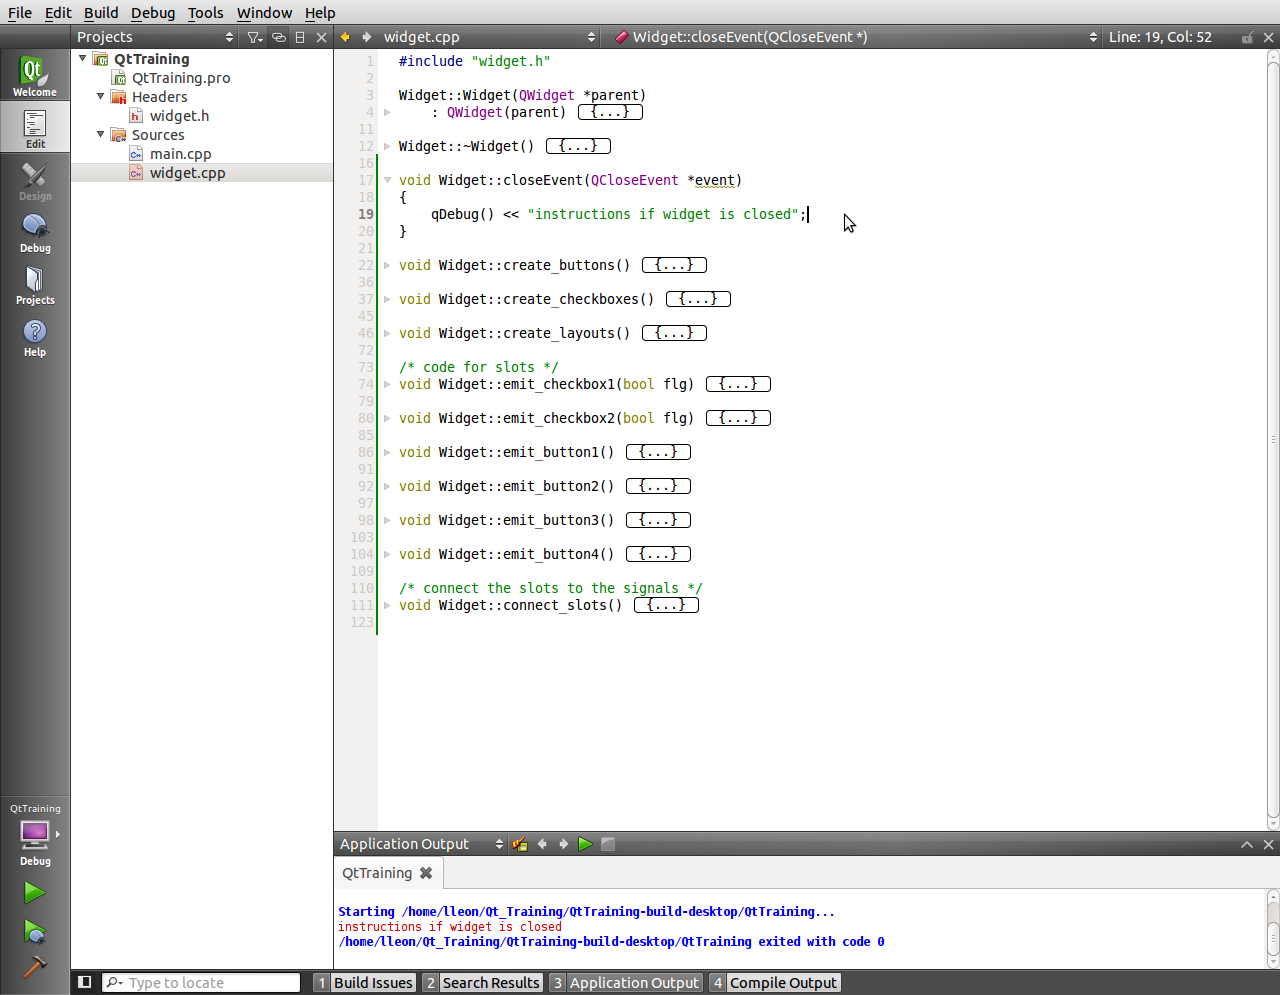 File Edit Build Debug Tools Window Help
Projects
widget.cpp
Widget::closeEvent(QCloseEvent *)
Line: 19, Col: 52
Welcome
Edit
Design
Debug
Projects
Help
QtTraining
Debug
QtTraining
QtTraining.pro
Headers
widget.h
Sources
main.cpp
widget.cpp
1 #include "widget.h"
2
3 Widget::Widget(QWidget *parent)
4 : QWidget(parent) {...}
11
12 Widget::~Widget() {...}
16
17 void Widget::closeEvent(QCloseEvent *event)
18 {
19 qDebug() << "instructions if widget is closed";
20 }
21
22 void Widget::create_buttons() {...}
36
37 void Widget::create_checkboxes() {...}
45
46 void Widget::create_layouts() {...}
72
73 /* code for slots */
74 void Widget::emit_checkbox1(bool flg) {...}
79
80 void Widget::emit_checkbox2(bool flg) {...}
85
86 void Widget::emit_button1() {...}
91
92 void Widget::emit_button2() {...}
97
98 void Widget::emit_button3() {...}
103
104 void Widget::emit_button4() {...}
109
110 /* connect the slots to the signals */
111 void Widget::connect_slots() {...}
123
Application Output
QtTraining
Starting /home/lleon/Qt_Training/QtTraining-build-desktop/QtTraining...
instructions if widget is closed
/home/lleon/Qt_Training/QtTraining-build-desktop/QtTraining exited with code 0
Type to locate
1 Build Issues 2 Search Results 3 Application Output 4 Compile Output